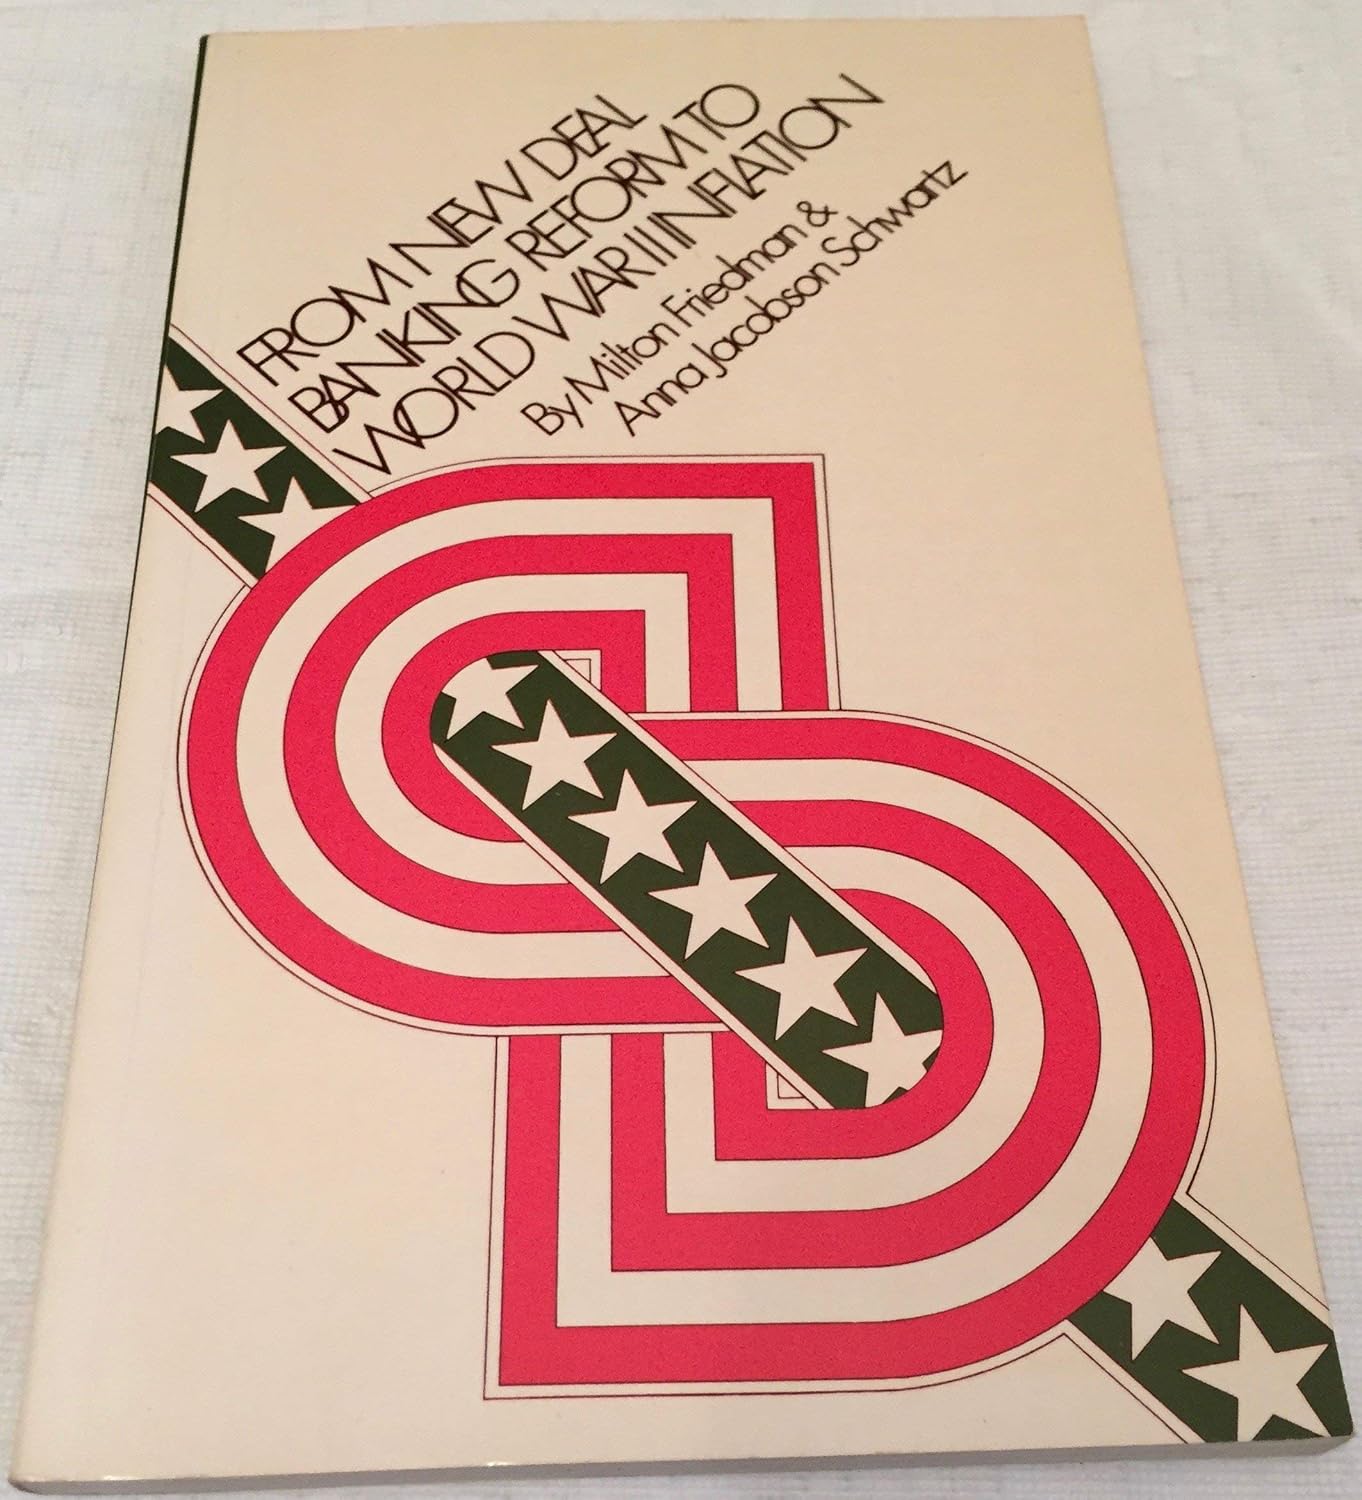 FROM NEW DEAL
BANKING REFORM TO
WORLD WAR II INFLATION
By Milton Friedman &
Anna Jacobson Schwartz